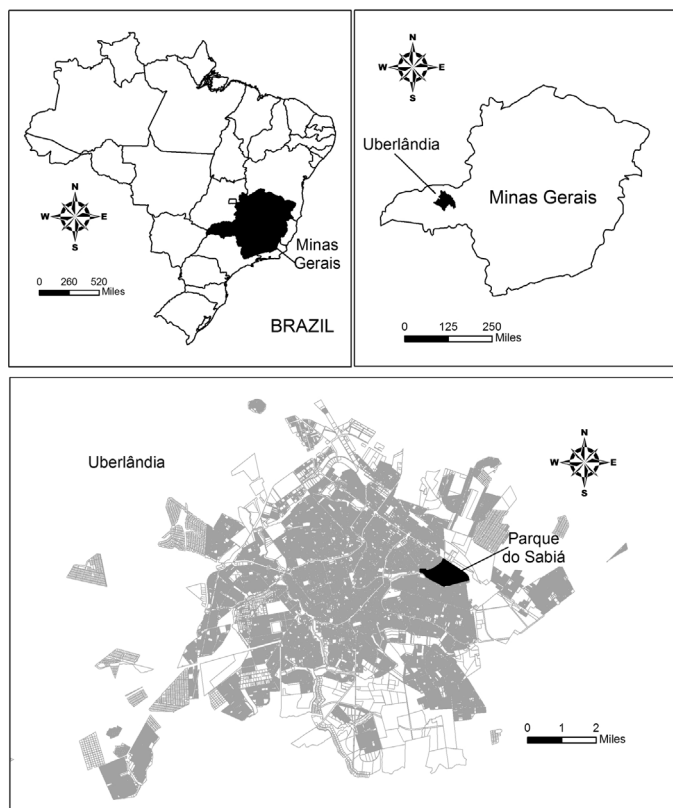 N
W E
S
Minas
Gerais
0 260 520
Miles
BRAZIL
N
W E
S
Uberlândia
Minas Gerais
0 125 250
Miles
Uberlândia
N
W E
S
Parque
do Sabiá
0 1 2
Miles